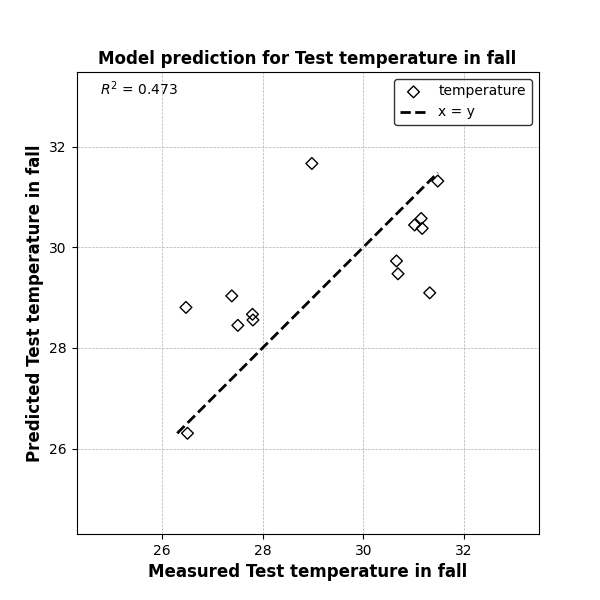 Model prediction for Test temperature in fall
R² = 0.473
temperature
x = y
32
30
28
26
Predicted Test temperature in fall
26 28 30 32
Measured Test temperature in fall